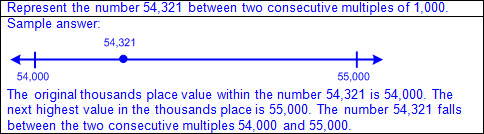 Represent the number 54,321 between two consecutive multiples of 1,000.
Sample answer:
54,321
54,000 55,000
The original thousands place value within the number 54,321 is 54,000. The
next highest value in the thousands place is 55,000. The number 54,321 falls
between the two consecutive multiples 54,000 and 55,000.